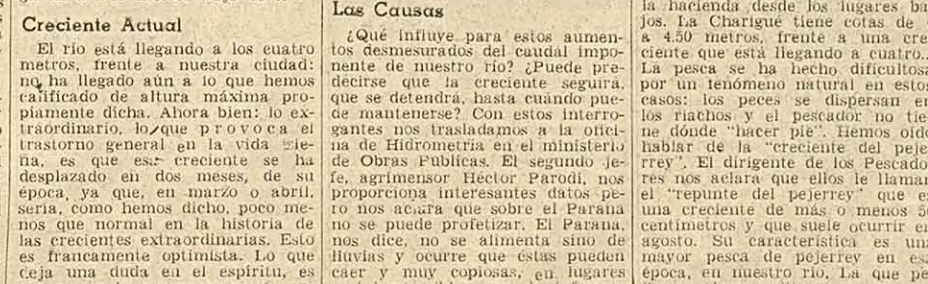 Creciente Actual
El río está llegando a los cuatro
metros, frente a nuestra ciudad:
no ha llegado aún a lo que hemos
calificado de altura máxima pro-
piamente dicha. Ahora bien: lo ex-
traordinario, lo que provoca el
trastorno general en la vida isle-
ña, es que esa creciente se ha
desplazado en dos meses, de su
época, ya que, en marzo o abril,
sería, como hemos dicho, poco me-
nos que normal en la historia de
las crecientes extraordinarias. Esto
es francamente optimista. Lo que
ceja una duda en el espíritu, es
Las Causas
¿Qué influye para estos aumen-
tos desmesurados del caudal impo-
nente de nuestro río? ¿Puede pre-
decirse que la creciente seguirá,
que se detendrá, hasta cuándo pue-
de mantenerse? Con estos interro-
gantes nos trasladamos a la ofici-
na de Hidrometría en el ministerio
de Obras Públicas. El segundo je-
fe, agrimensor Héctor Parodi, nos
proporciona interesantes datos pe-
ro nos aclara que sobre el Paraná
no se puede profetizar. El Paraná,
nos dice, no se alimenta sino de
lluvias y ocurre que éstas pueden
caer y muy copiosas, en lugares
la hacienda desde los lugares ba-
jos. La Charigué tiene cotas de
a 4.50 metros, frente a una cre-
ciente que está llegando a cuatro..
La pesca se ha hecho dificultosa
por un fenómeno natural en estos
casos: los peces se dispersan en
los riachos y el pescador no tie-
ne dónde "hacer pie". Hemos oído
hablar de la "creciente del peje-
rrey". El dirigente de los Pescado-
res nos aclara que ellos le llaman
el "repunte del pejerrey" que es
una creciente de más o menos 50
centímetros y que suele ocurrir en
agosto. Su característica es una
mayor pesca de pejerrey en esa
época, en nuestro río. La que pe